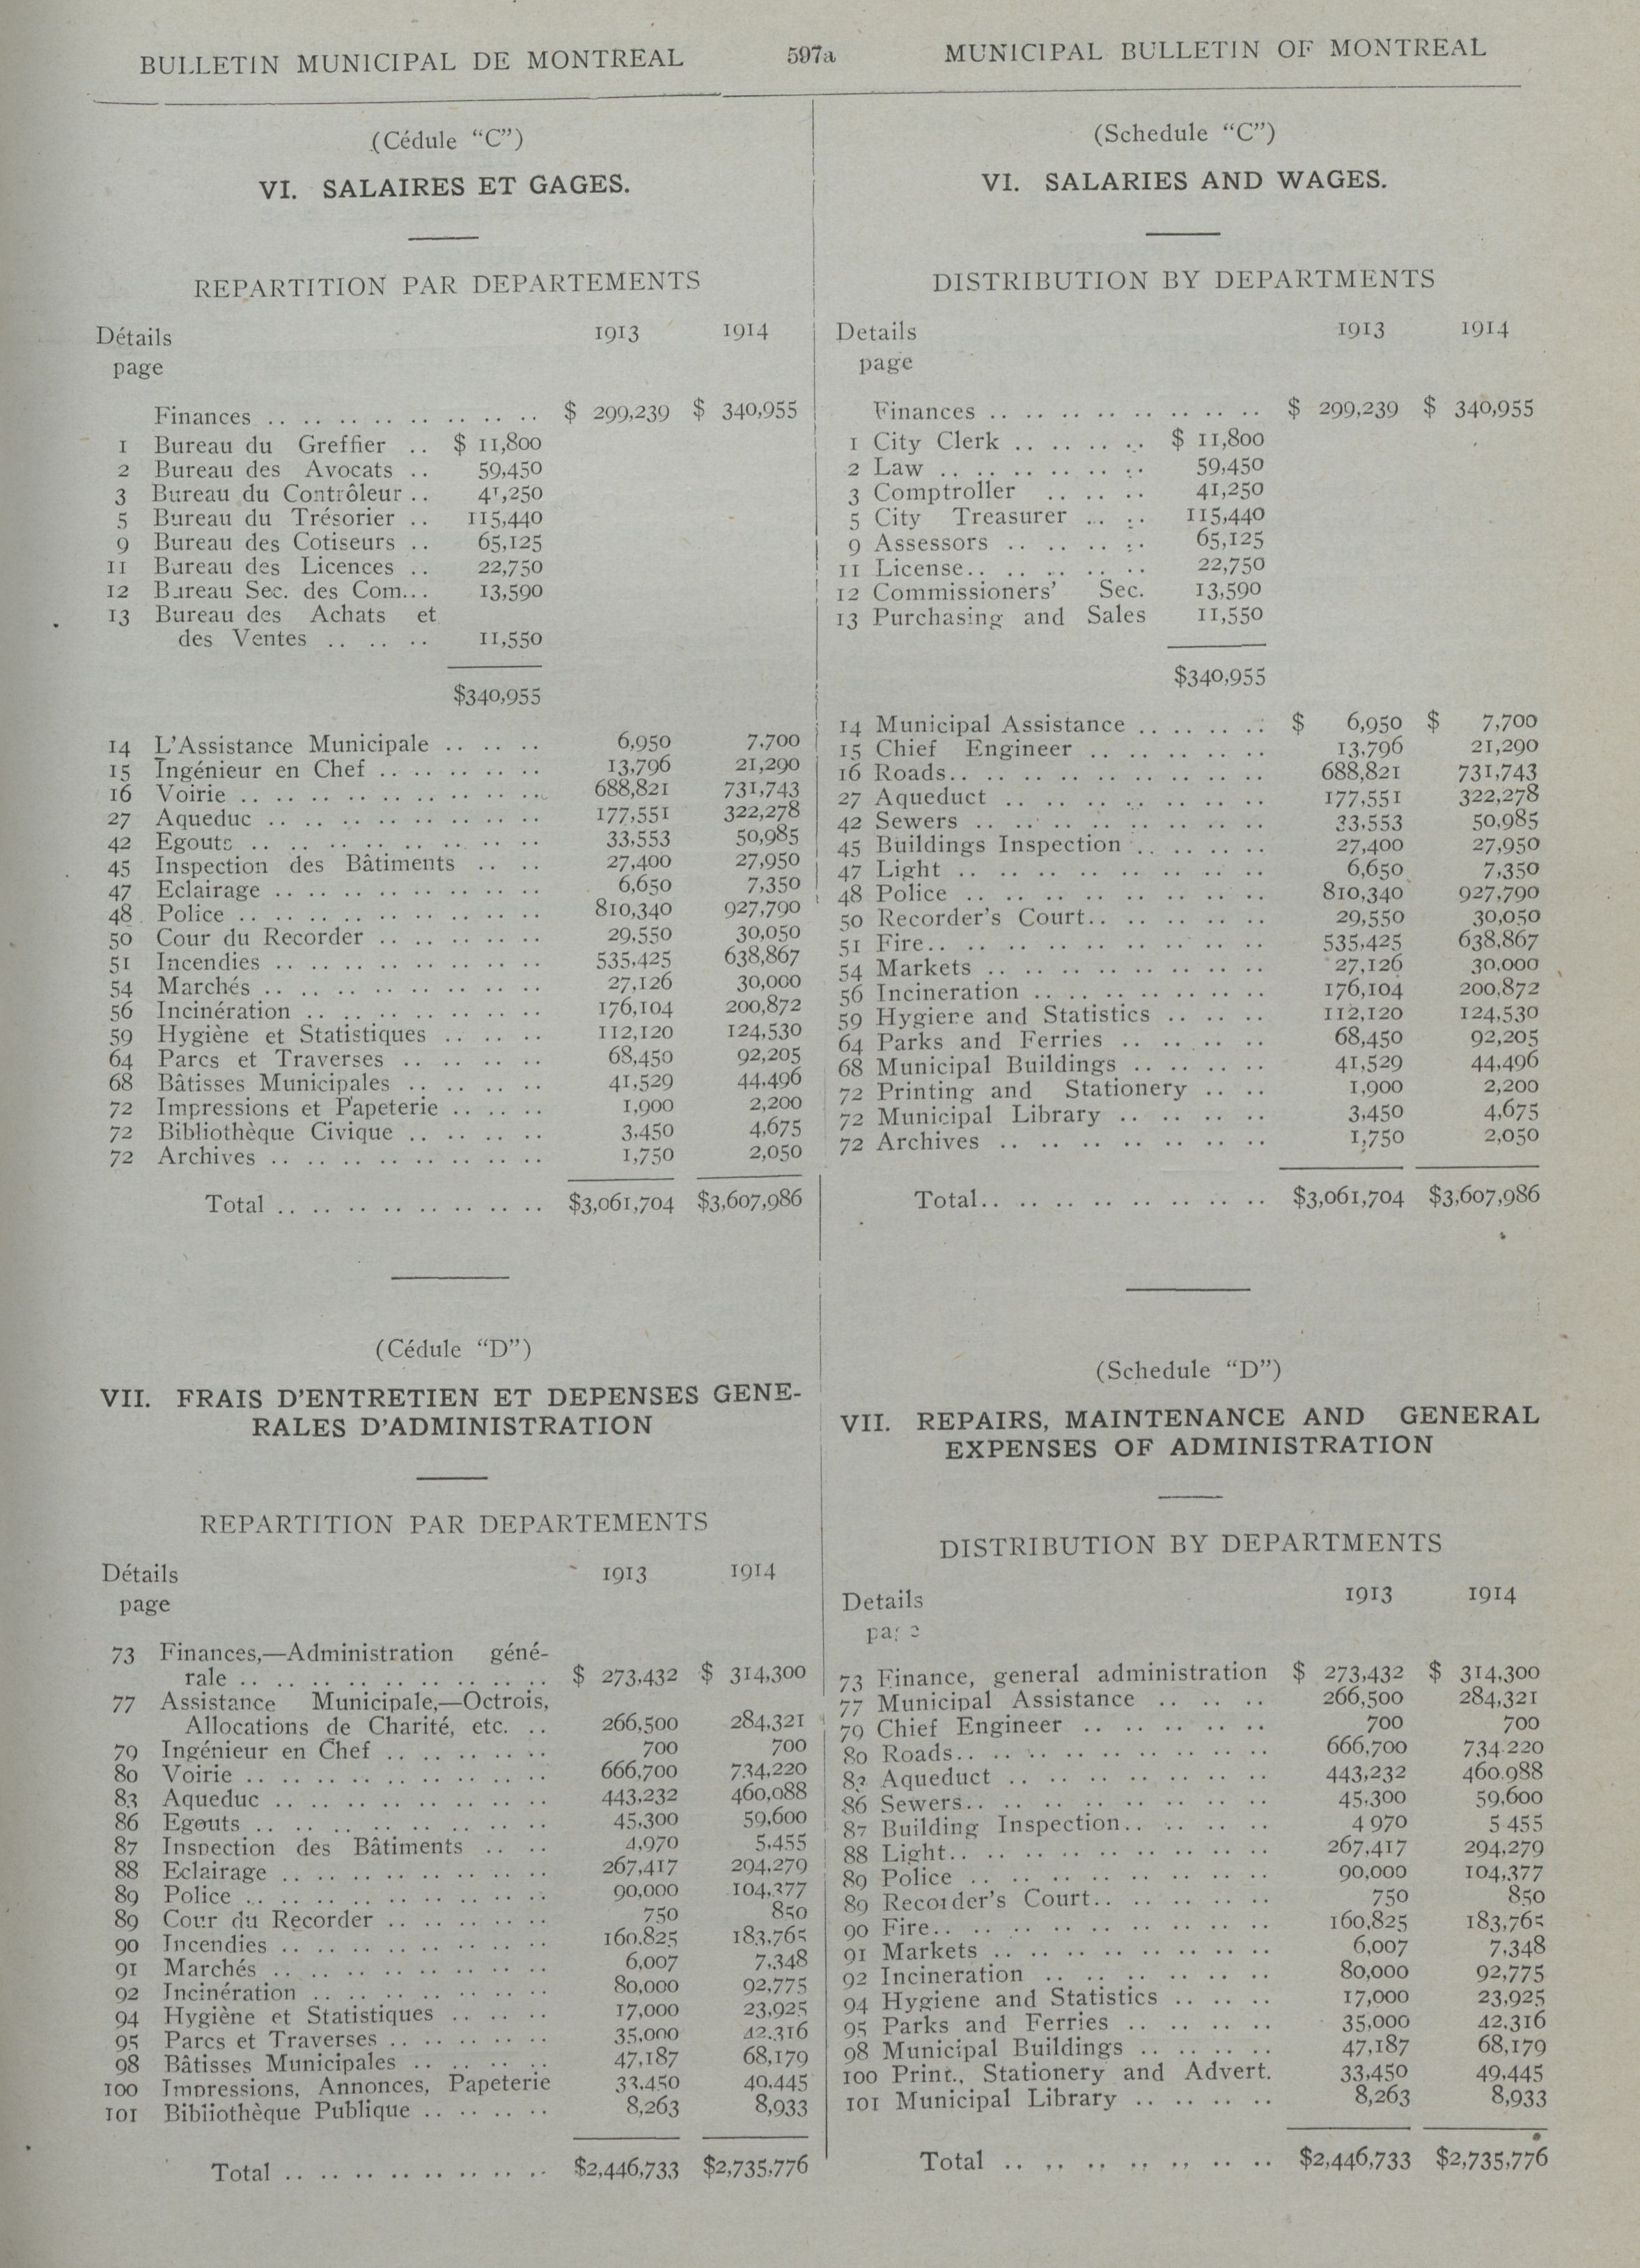 BULLETIN MUNICIPAL DE MONTREAL 597a MUNICIPAL BULLETIN OF MONTREAL
(Cédule "C")
VI. SALAIRES ET GAGES.
REPARTITION PAR DEPARTEMENTS
Détails 1913 1914
page
Finances .. .. .. .. .. .. .. .. $ 299,239 $ 340,955
1 Bureau du Greffier .. $ 11,800
2 Bureau des Avocats .. 59,450
3 Bureau du Contrôleur .. 41,250
5 Bureau du Trésorier .. 115,440
9 Bureau des Cotiseurs .. 65,125
11 Bureau des Licences .. 22,750
12 Bureau Sec. des Com... 13,590
13 Bureau des Achats et
des Ventes .. .. .. 11,550
$340,955
14 L'Assistance Municipale .. .. .. 6,950 7,700
15 Ingénieur en Chef .. .. .. .. .. 13,796 21,290
16 Voirie .. .. .. .. .. .. .. .. .. 688,821 731,743
27 Aqueduc .. .. .. .. .. .. .. .. 177,551 322,278
42 Egouts .. .. .. .. .. .. .. .. .. 33,553 50,985
45 Inspection des Bâtiments .. .. 27,400 27,950
47 Eclairage .. .. .. .. .. .. .. .. 6,650 7,350
48 Police .. .. .. .. .. .. .. .. .. 810,340 927,790
50 Cour du Recorder .. .. .. .. .. 29,550 30,050
51 Incendies .. .. .. .. .. .. .. .. 535,425 638,867
54 Marchés .. .. .. .. .. .. .. .. 27,126 30,000
56 Incinération .. .. .. .. .. .. .. 176,104 200,872
59 Hygiène et Statistiques .. .. .. 112,120 124,530
64 Parcs et Traverses .. .. .. .. 68,450 92,205
68 Bâtisses Municipales .. .. .. .. 41,529 44,496
72 Impressions et Papeterie .. .. .. 1,900 2,200
72 Bibliothèque Civique .. .. .. .. 3,450 4,675
72 Archives .. .. .. .. .. .. .. .. 1,750 2,050
Total .. .. .. .. .. .. .. .. $3,061,704 $3,607,986
(Cédule "D")
VII. FRAIS D'ENTRETIEN ET DEPENSES GENE-
RALES D'ADMINISTRATION
REPARTITION PAR DEPARTEMENTS
Détails 1913 1914
page
73 Finances,—Administration géné-
rale .. .. .. .. .. .. .. .. .. $ 273,432 $ 314,300
77 Assistance Municipale,—Octrois,
Allocations de Charité, etc. .. 266,500 284,321
79 Ingénieur en Chef .. .. .. .. .. 700 700
80 Voirie .. .. .. .. .. .. .. .. .. 666,700 734,220
83 Aqueduc .. .. .. .. .. .. .. .. 443,232 460,088
86 Egouts .. .. .. .. .. .. .. .. .. 45,300 59,600
87 Inspection des Bâtiments .. .. 4,970 5,455
88 Eclairage .. .. .. .. .. .. .. .. 267,417 294,279
89 Police .. .. .. .. .. .. .. .. .. 90,000 104,377
89 Cour du Recorder .. .. .. .. .. 750 850
90 Incendies .. .. .. .. .. .. .. .. 160.825 183,765
91 Marchés .. .. .. .. .. .. .. .. 6,007 7,348
92 Incinération .. .. .. .. .. .. .. 80,000 92,775
94 Hygiène et Statistiques .. .. .. 17,000 23,925
95 Parcs et Traverses .. .. .. .. .. 35,000 42.316
98 Bâtisses Municipales .. .. .. .. 47,187 68,179
100 Impressions, Annonces, Papeterie 33,450 40.445
101 Bibliothèque Publique .. .. .. .. 8,263 8,933
Total .. .. .. .. .. .. .. .. $2,446,733 $2,735,776
(Schedule "C")
VI. SALARIES AND WAGES.
DISTRIBUTION BY DEPARTMENTS
Details 1913 1914
page
Finances .. .. .. .. .. .. .. .. $ 299,239 $ 340,955
1 City Clerk .. .. .. .. $ 11,800
2 Law .. .. .. .. .. .. 59,450
3 Comptroller .. .. .. 41,250
5 City Treasurer .. .. 115,440
9 Assessors .. .. .. .. 65,125
11 License.. .. .. .. .. 22,750
12 Commissioners' Sec. 13,590
13 Purchasing and Sales 11,550
$340,955
14 Municipal Assistance .. .. .. .. $ 6,950 $ 7,700
15 Chief Engineer .. .. .. .. .. 13,796 21,290
16 Roads.. .. .. .. .. .. .. .. .. 688,821 731,743
27 Aqueduct .. .. .. .. .. .. .. 177,551 322,278
42 Sewers .. .. .. .. .. .. .. .. 33,553 50,985
45 Buildings Inspection .. .. .. .. 27,400 27,950
47 Light .. .. .. .. .. .. .. .. .. 6,650 7,350
48 Police .. .. .. .. .. .. .. .. 810,340 927,790
50 Recorder's Court.. .. .. .. .. 29,550 30,050
51 Fire.. .. .. .. .. .. .. .. .. .. 535,425 638,867
54 Markets .. .. .. .. .. .. .. .. 27,126 30,000
56 Incineration .. .. .. .. .. .. .. 176,104 200,872
59 Hygiene and Statistics .. .. .. 112,120 124,530
64 Parks and Ferries .. .. .. .. 68,450 92,205
68 Municipal Buildings .. .. .. .. 41,529 44,496
72 Printing and Stationery .. .. 1,900 2,200
72 Municipal Library .. .. .. .. 3,450 4,675
72 Archives .. .. .. .. .. .. .. .. 1,750 2,050
Total.. .. .. .. .. .. .. .. $3,061,704 $3,607,986
(Schedule "D")
VII. REPAIRS, MAINTENANCE AND GENERAL
EXPENSES OF ADMINISTRATION
DISTRIBUTION BY DEPARTMENTS
Details 1913 1914
73 Finance, general administration $ 273,432 $ 314,300
77 Municipal Assistance .. .. .. 266,500 284,321
79 Chief Engineer .. .. .. .. .. 700 700
80 Roads.. .. .. .. .. .. .. .. .. 666,700 734 220
83 Aqueduct .. .. .. .. .. .. .. 443,232 460.988
86 Sewers.. .. .. .. .. .. .. .. 45,300 59,600
87 Building Inspection.. .. .. .. 4 970 5 455
88 Light.. .. .. .. .. .. .. .. .. 267,417 294,279
89 Police .. .. .. .. .. .. .. .. 90,000 104,377
89 Recorder's Court.. .. .. .. .. 750 850
90 Fire.. .. .. .. .. .. .. .. .. .. 160,825 183,765
91 Markets .. .. .. .. .. .. .. .. 6,007 7,348
92 Incineration .. .. .. .. .. .. 80,000 92,775
94 Hygiene and Statistics .. .. .. 17,000 23,925
95 Parks and Ferries .. .. .. .. 35,000 42,316
98 Municipal Buildings .. .. .. .. 47,187 68,179
100 Print., Stationery and Advert. 33,450 49,445
101 Municipal Library .. .. .. .. 8,263 8,933
Total .. .. .. .. .. .. .. $2,446,733 $2,735,776